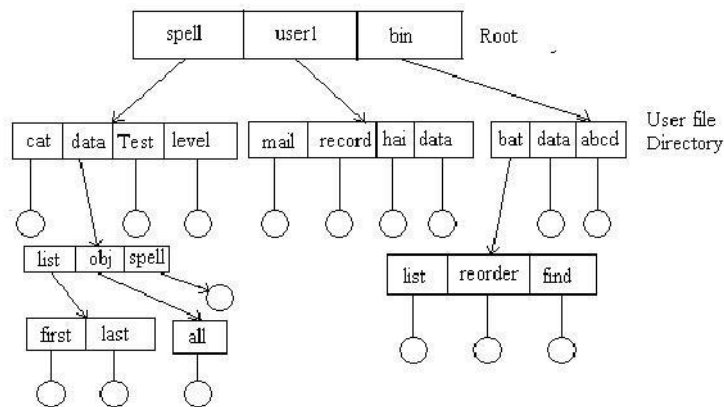 spell user1 bin Root
User file
Directory
cat data Test level
mail record hai data
bat data abcd
list obj spell
list reorder find
first last
all